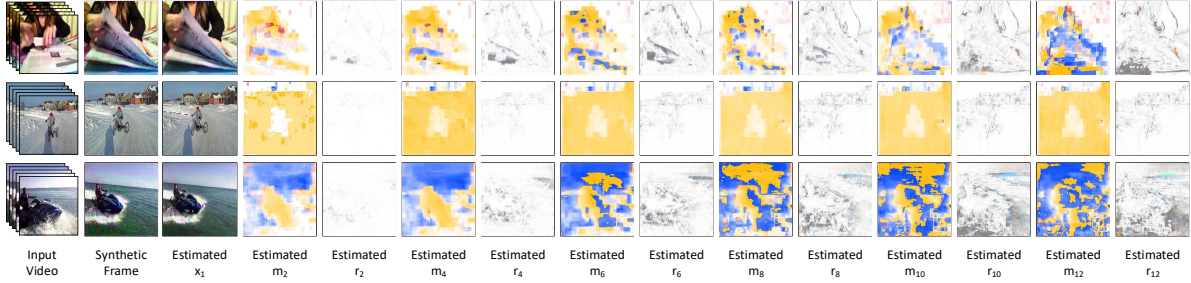 Input Synthetic Estimated Estimated Estimated Estimated Estimated Estimated Estimated Estimated Estimated Estimated Estimated Estimated Estimated
Video Frame x₁ m₂ r₂ m₄ r₄ m₆ r₆ m₈ r₈ m₁₀ r₁₀ m₁₂ r₁₂